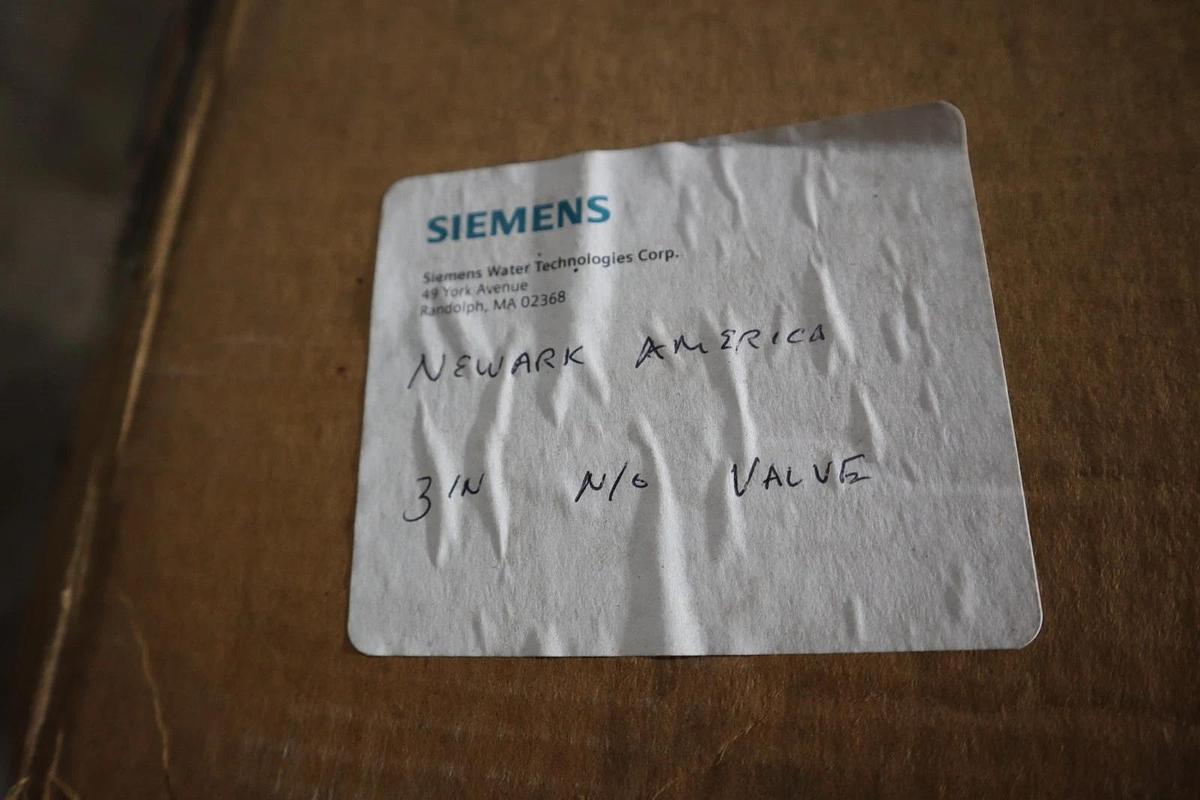 SIEMENS
Siemens Water Technologies Corp.
49 York Avenue
Randolph, MA 02368
NEWARK AMERICA
3 IN N/O VALVE